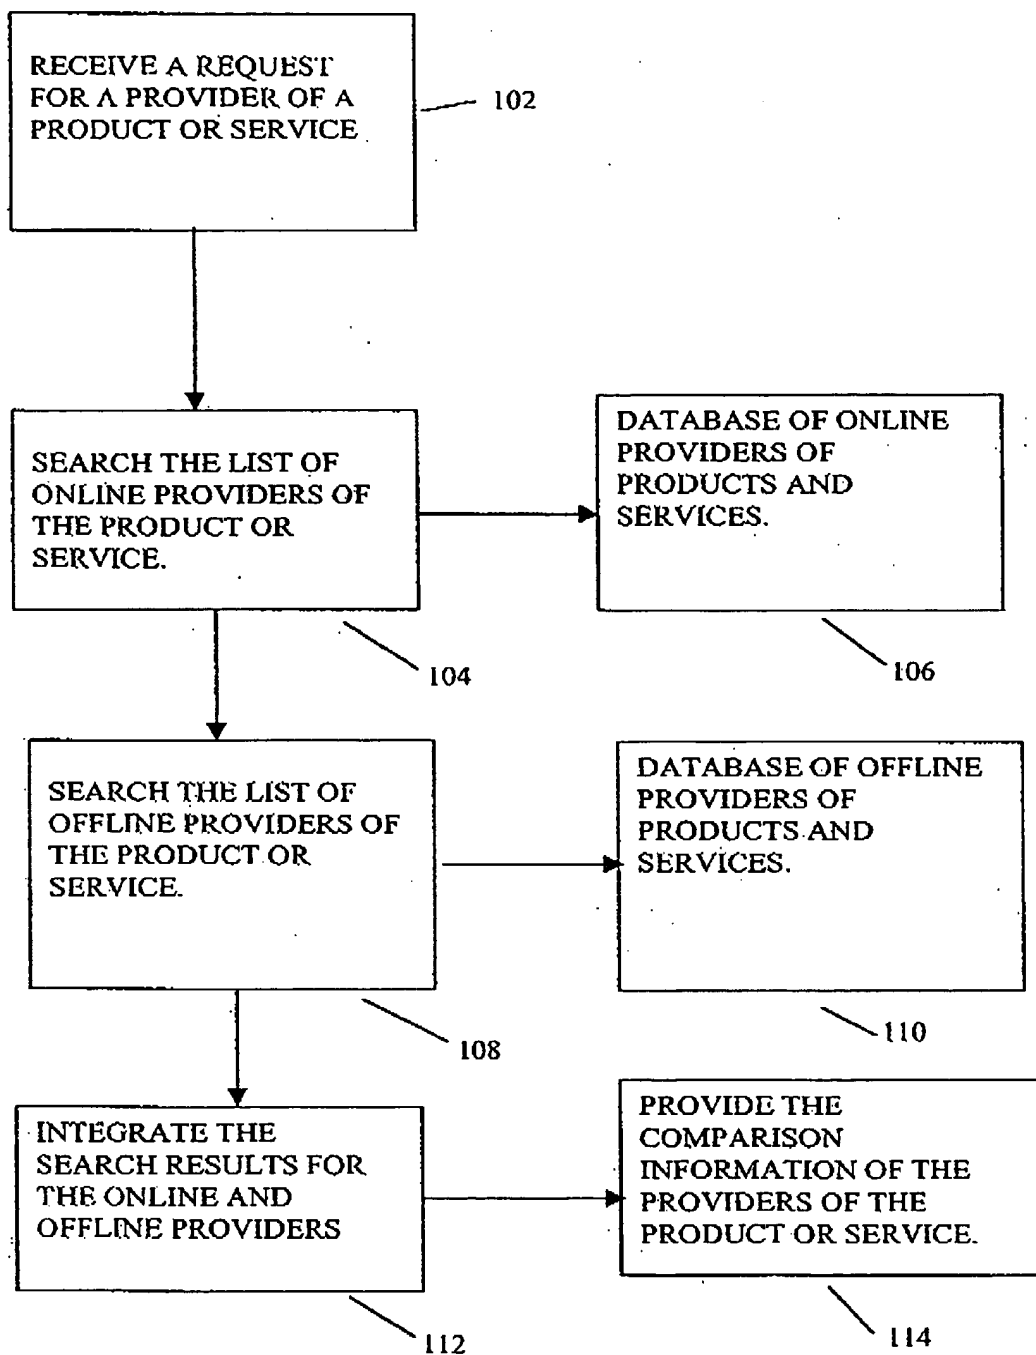 RECEIVE A REQUEST
FOR A PROVIDER OF A
PRODUCT OR SERVICE
102
SEARCH THE LIST OF
ONLINE PROVIDERS OF
THE PRODUCT OR
SERVICE.
104
DATABASE OF ONLINE
PROVIDERS OF
PRODUCTS AND
SERVICES.
106
SEARCH THE LIST OF
OFFLINE PROVIDERS OF
THE PRODUCT OR
SERVICE.
108
DATABASE OF OFFLINE
PROVIDERS OF
PRODUCTS AND
SERVICES.
110
INTEGRATE THE
SEARCH RESULTS FOR
THE ONLINE AND
OFFLINE PROVIDERS
112
PROVIDE THE
COMPARISON
INFORMATION OF THE
PROVIDERS OF THE
PRODUCT OR SERVICE.
114